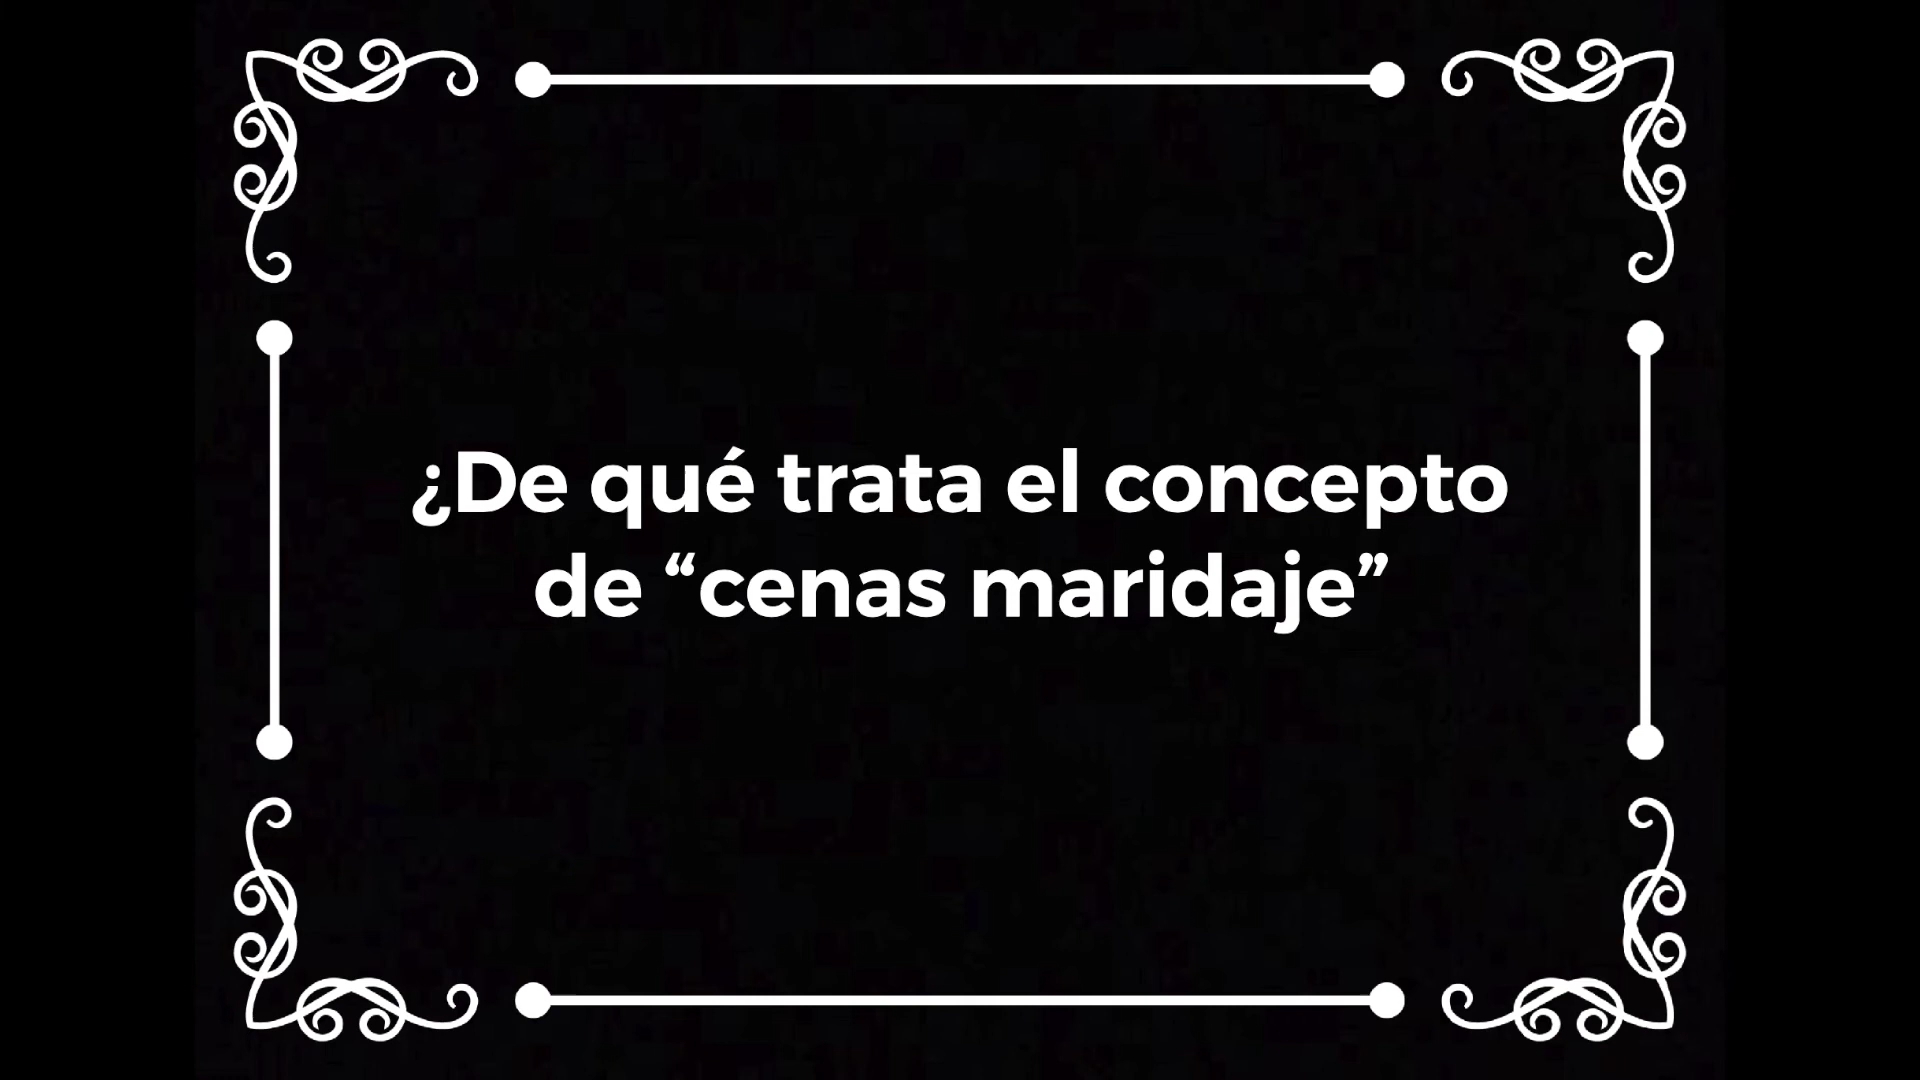 ¿De qué trata el concepto
de “cenas maridaje”